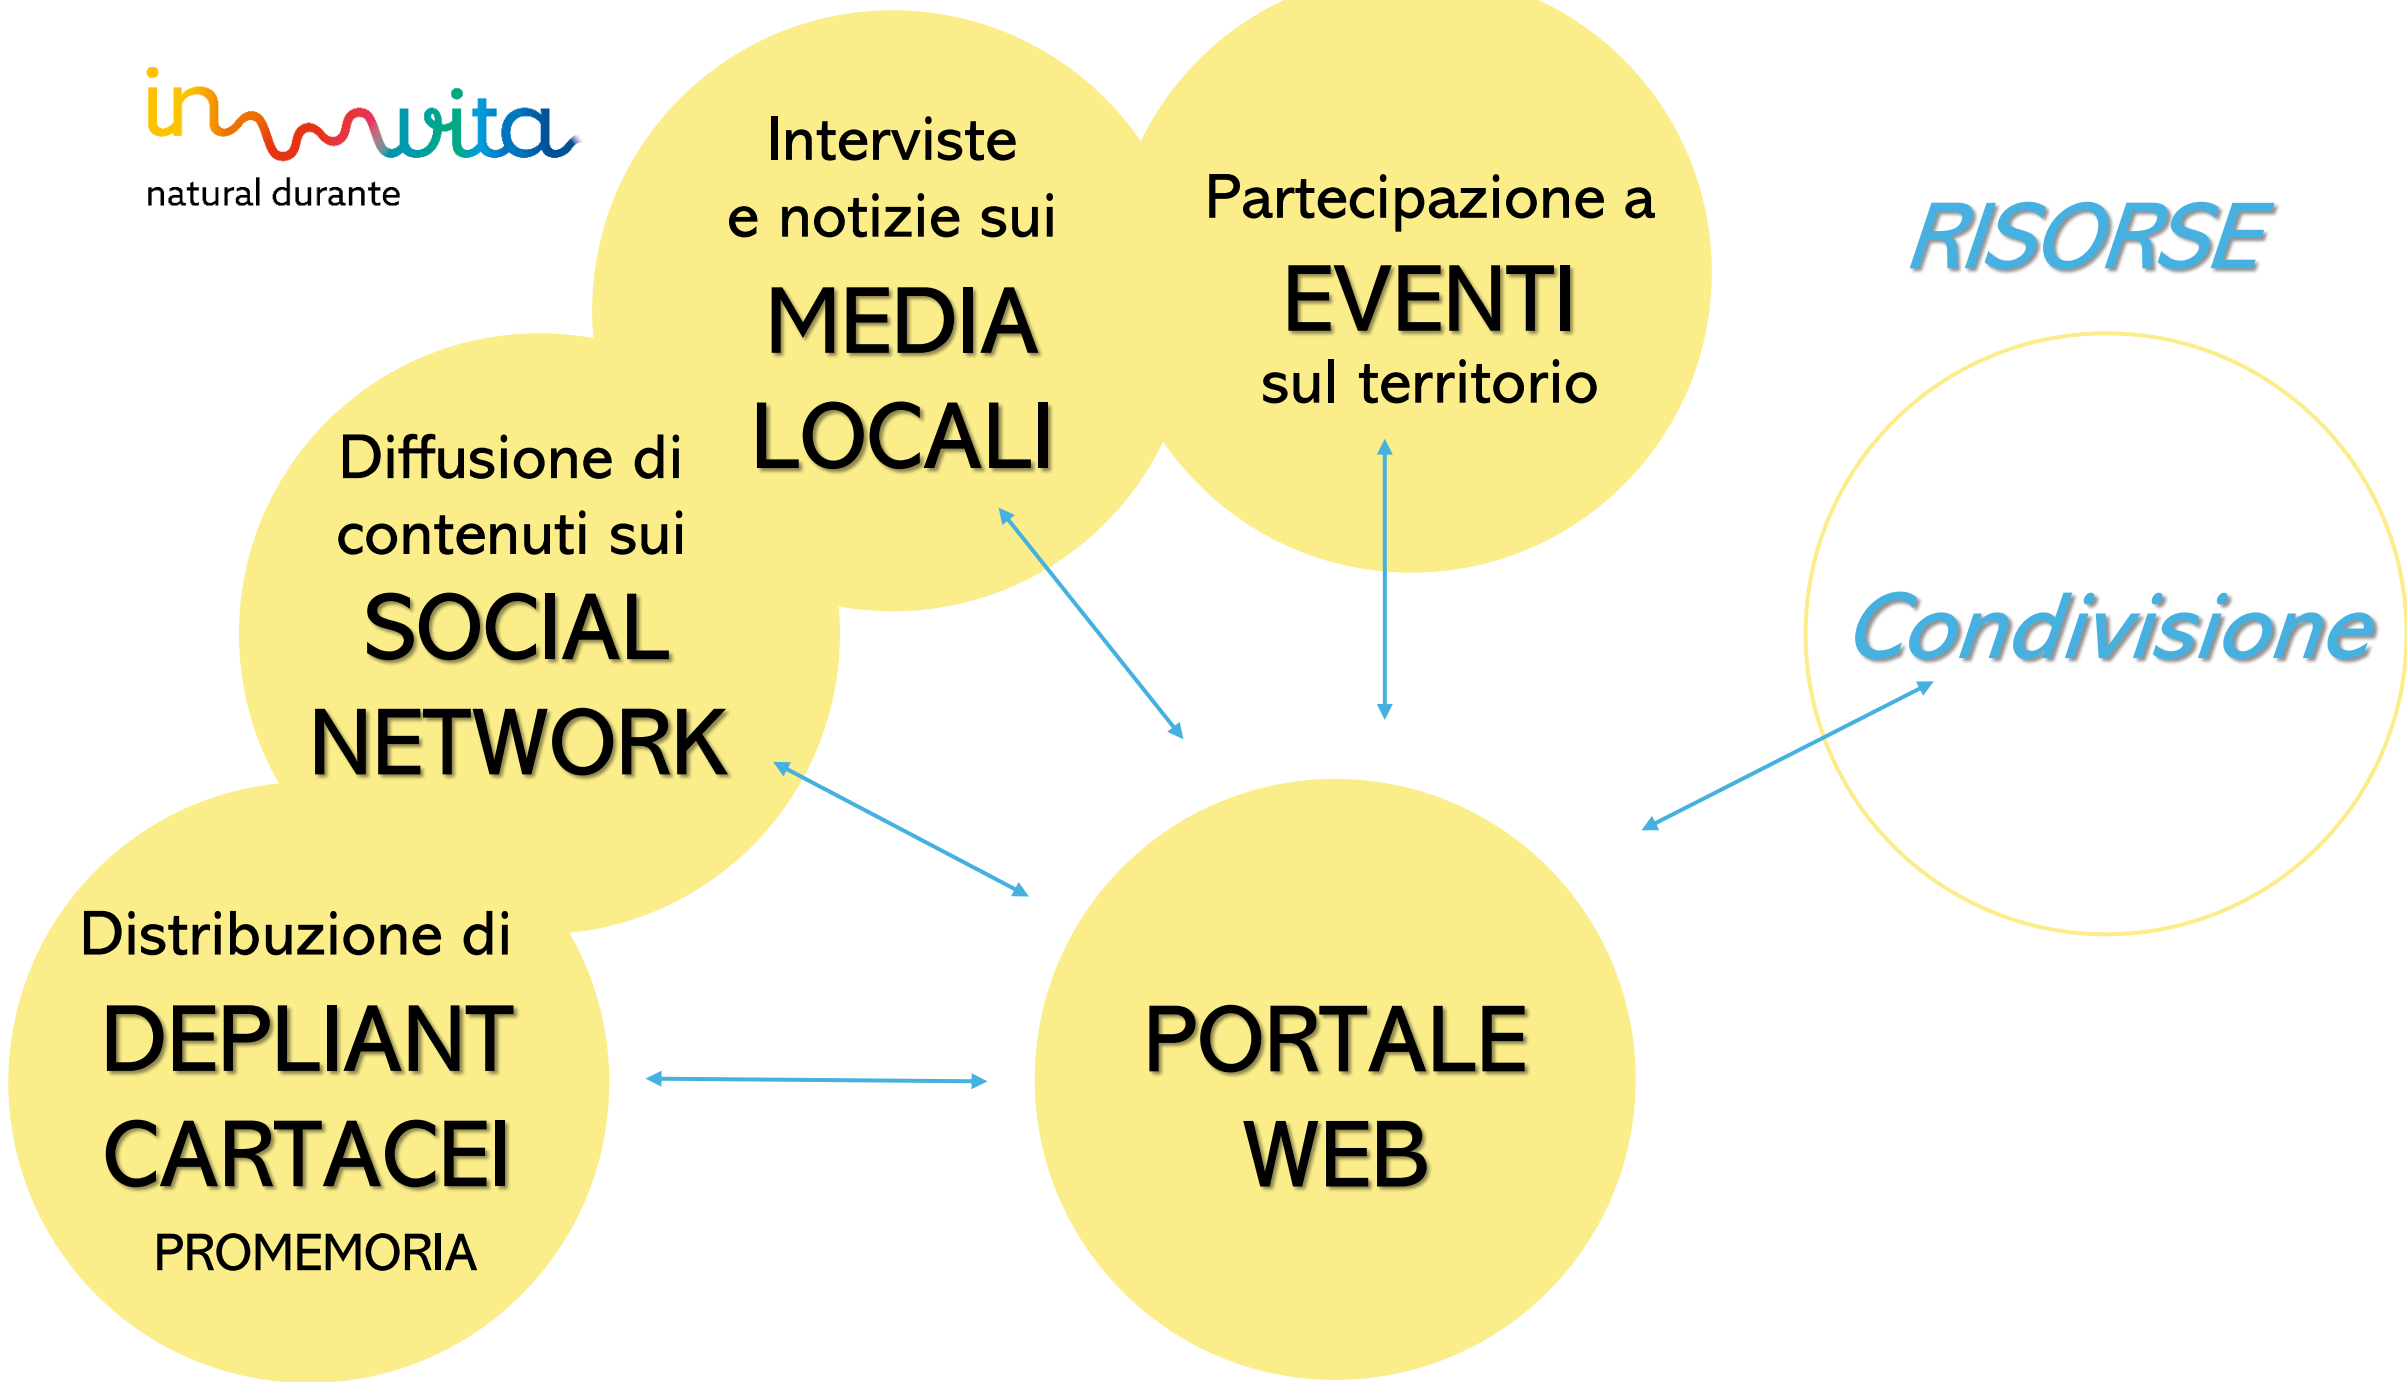 in vita
natural durante
Interviste
e notizie sui
MEDIA
LOCALI
Partecipazione a
EVENTI
sul territorio
RISORSE
Diffusione di
contenuti sui
SOCIAL
NETWORK
Condivisione
Distribuzione di
DEPLIANT
CARTACEI
PROMEMORIA
PORTALE
WEB